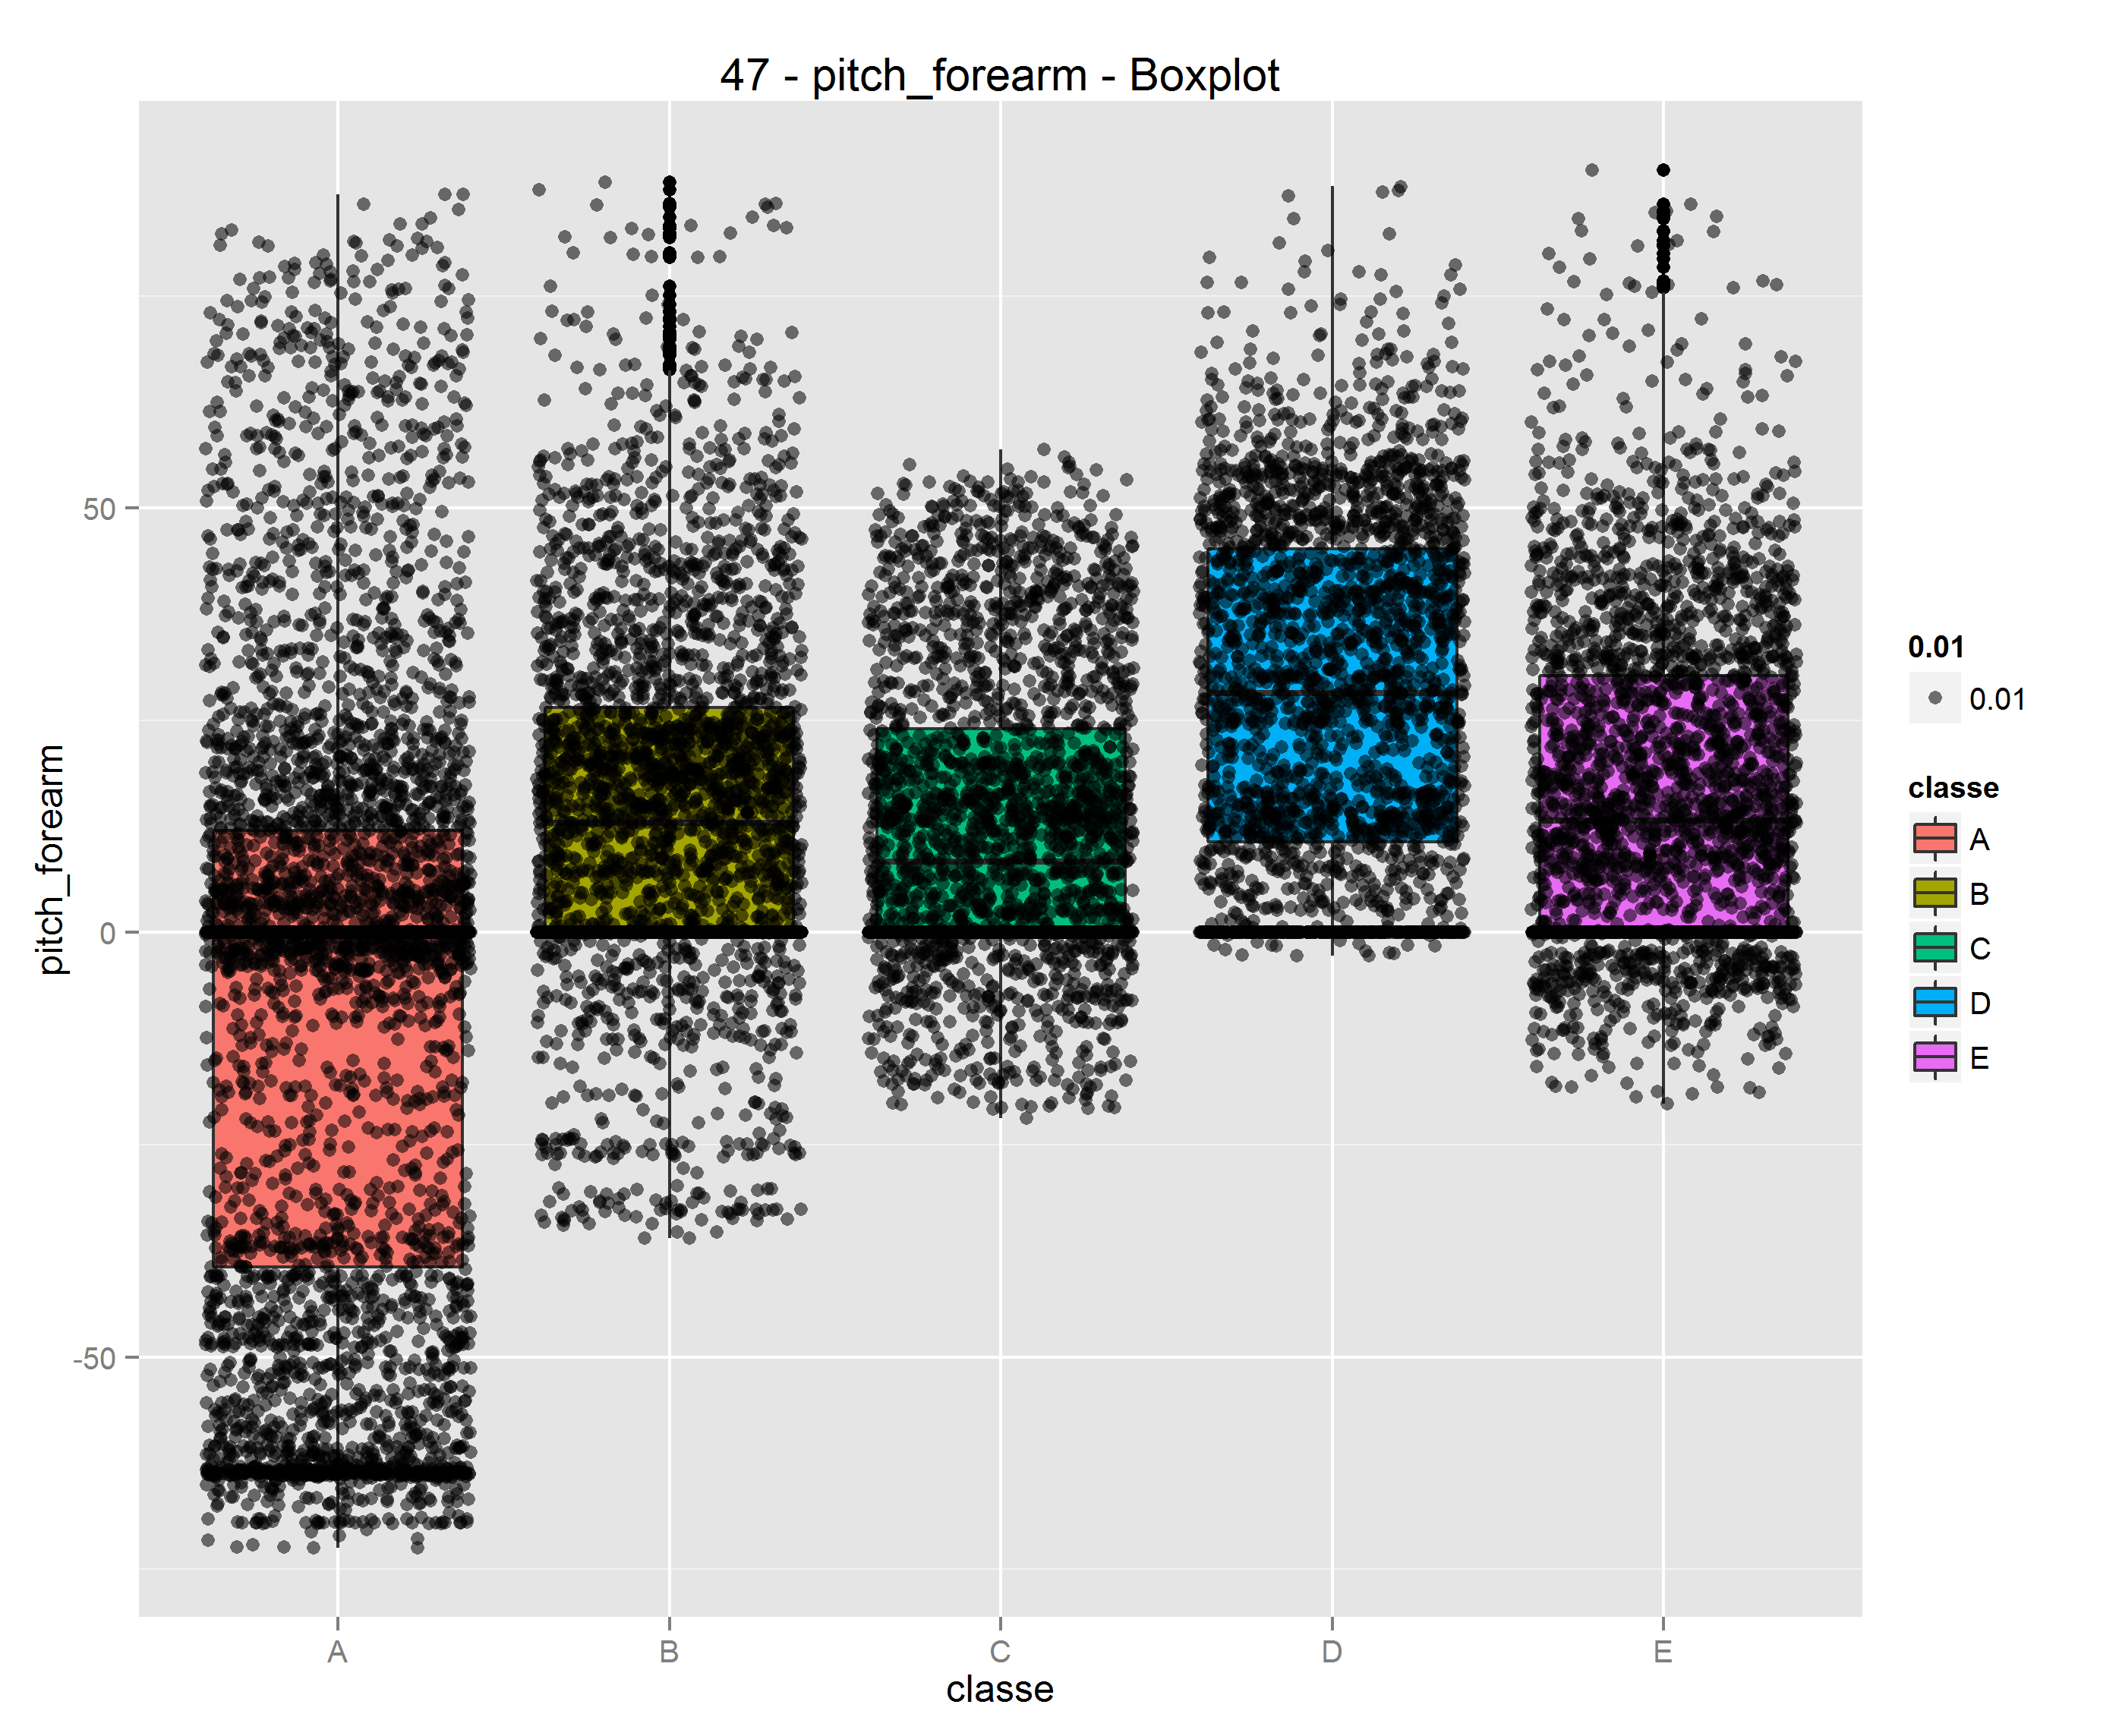 47 - pitch_forearm - Boxplot
pitch_forearm
50
0
-50
A B C D E
classe
0.01
0.01
classe
A
B
C
D
E